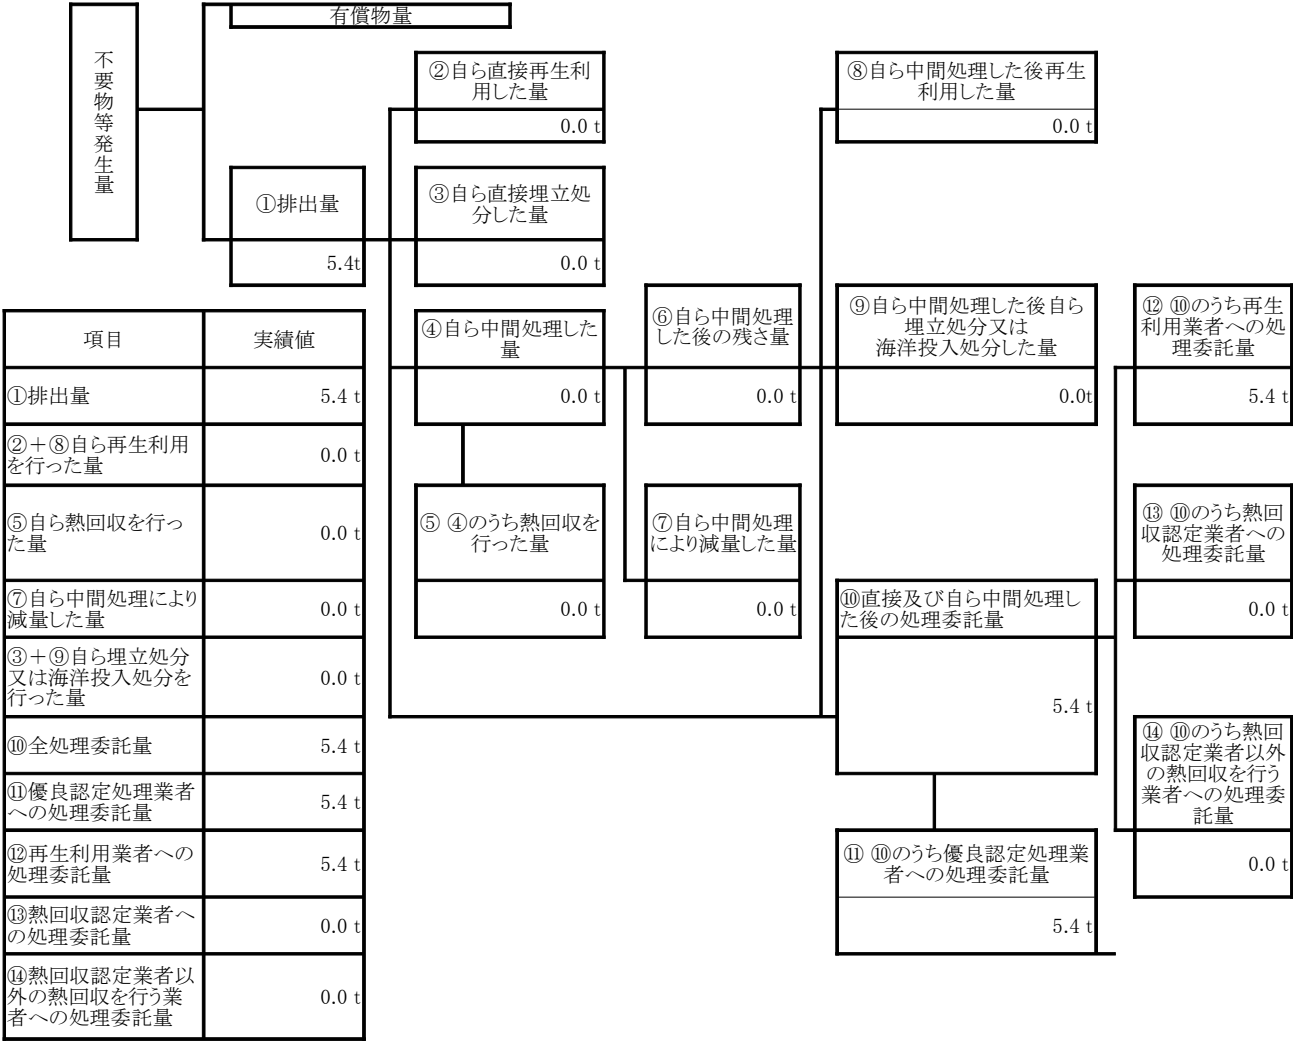 有償物量
不要物等発生量
②自ら直接再生利
用した量
0.0 t
⑧自ら中間処理した後再生
利用した量
0.0 t
①排出量
5.4t
③自ら直接埋立処
分した量
0.0 t
④自ら中間処理した
量
0.0 t
⑥自ら中間処理
した後の残さ量
0.0 t
⑨自ら中間処理した後自ら
埋立処分又は
海洋投入処分した量
0.0t
⑫ ⑩のうち再生
利用業者への処
理委託量
5.4 t
⑤ ④のうち熱回収を
行った量
0.0 t
⑦自ら中間処理
により減量した量
0.0 t
⑬ ⑩のうち熱回
収認定業者への
処理委託量
0.0 t
⑩直接及び自ら中間処理し
た後の処理委託量
5.4 t
⑭ ⑩のうち熱回
収認定業者以外
の熱回収を行う
業者への処理委
託量
0.0 t
⑪ ⑩のうち優良認定処理業
者への処理委託量
5.4 t
項目 実績値
①排出量 5.4 t
②＋⑧自ら再生利用
を行った量
0.0 t
⑤自ら熱回収を行っ
た量
0.0 t
⑦自ら中間処理により
減量した量
0.0 t
③＋⑨自ら埋立処分
又は海洋投入処分を
行った量
0.0 t
⑩全処理委託量 5.4 t
⑪優良認定処理業者
への処理委託量
5.4 t
⑫再生利用業者への
処理委託量
5.4 t
⑬熱回収認定業者へ
の処理委託量
0.0 t
⑭熱回収認定業者以
外の熱回収を行う業
者への処理委託量
0.0 t